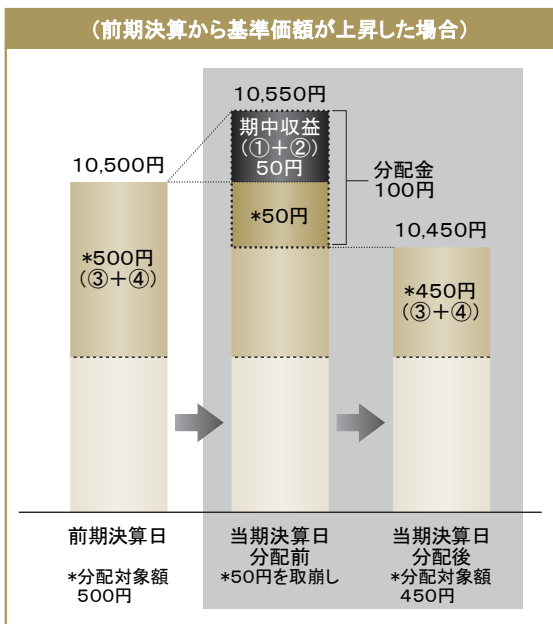 （前期決算から基準価額が上昇した場合）
10,550円
期中収益
（①＋②）
50円
10,500円
分配金
100円
*50円
10,450円
*500円
（③＋④）
*450円
（③＋④）
前期決算日
当期決算日
分配前
当期決算日
分配後
*分配対象額
500円
*50円を取崩し
*分配対象額
450円